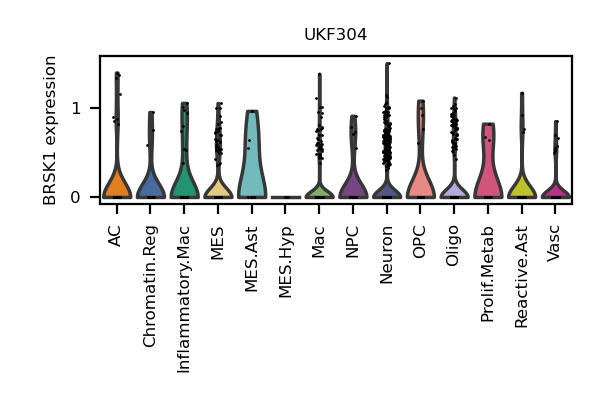 UKF304
BRSK1 expression
1
0
AC
Chromatin.Reg
Inflammatory.Mac
MES
MES.Ast
MES.Hyp
Mac
NPC
Neuron
OPC
Oligo
Prolif.Metab
Reactive.Ast
Vasc